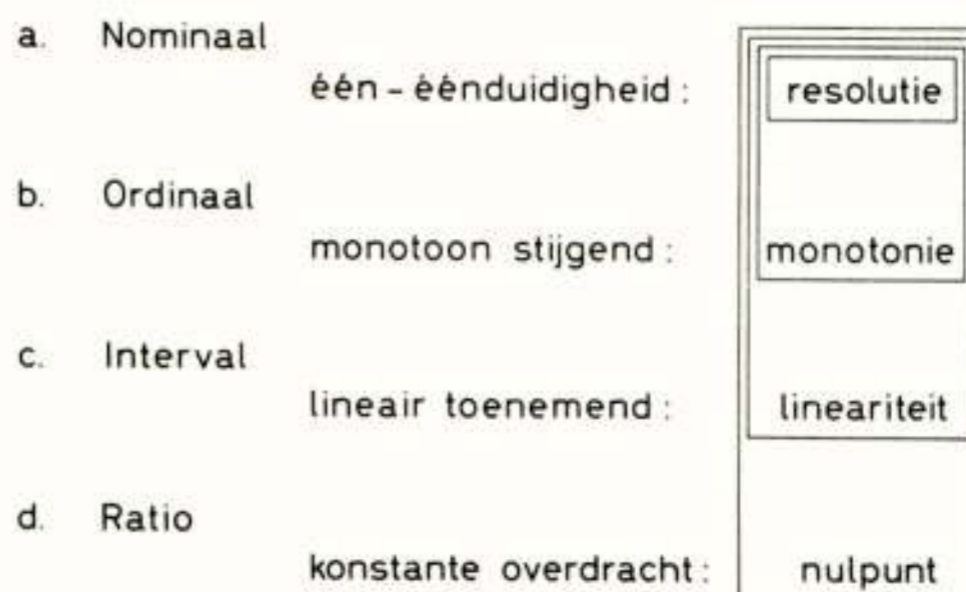 a. Nominaal
één - éénduidigheid : resolutie
b. Ordinaal
monotoon stijgend : monotonie
c. Interval
lineair toenemend : lineariteit
d. Ratio
konstante overdracht : nulpunt